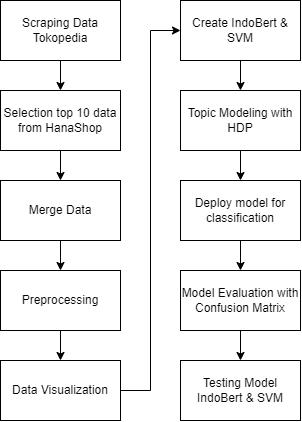 Scraping Data
Tokopedia
Selection top 10 data
from HanaShop
Merge Data
Preprocessing
Data Visualization
Create IndoBert &
SVM
Topic Modeling with
HDP
Deploy model for
classification
Model Evaluation with
Confusion Matrix
Testing Model
IndoBert & SVM